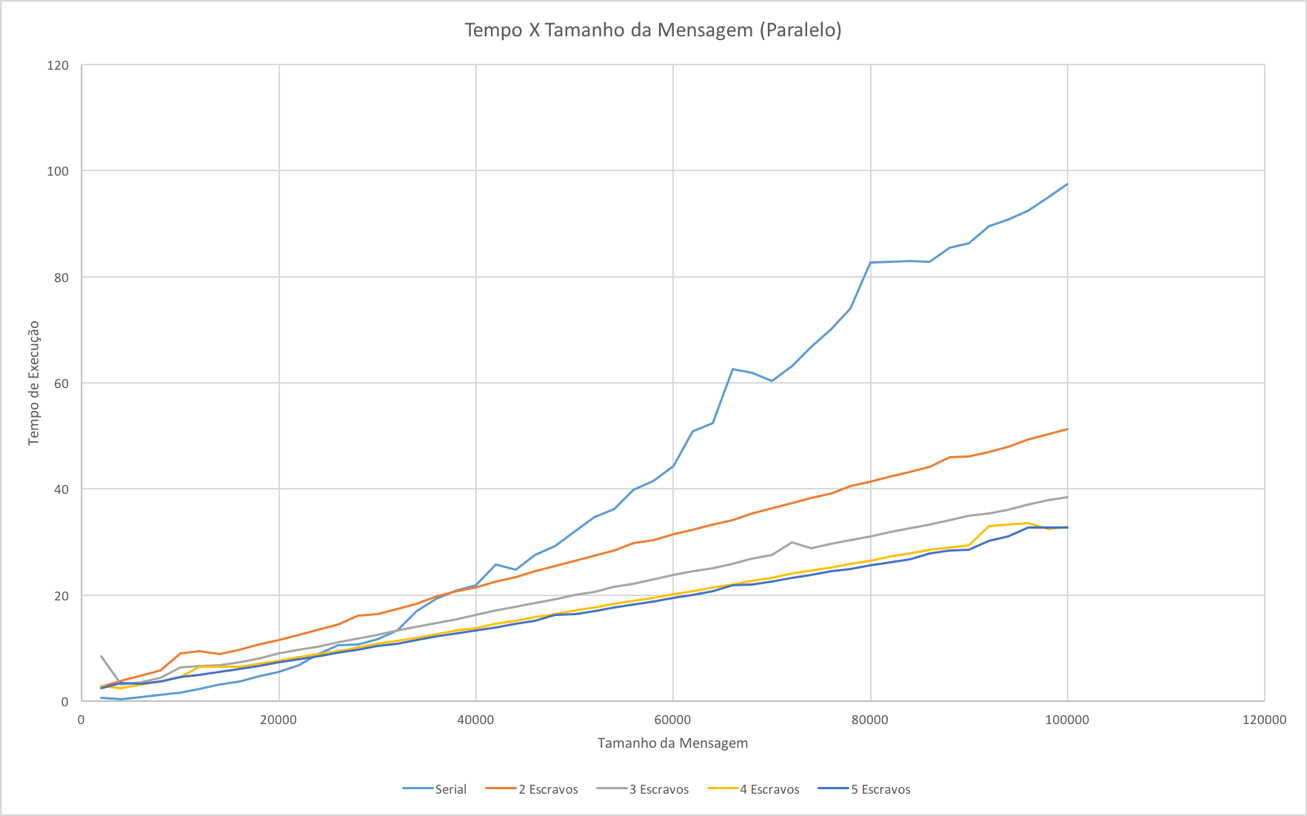 Tempo X Tamanho da Mensagem (Paralelo)
120
100
80
60
40
20
0
Tempo de Execução
0 20000 40000 60000 80000 100000 120000
Tamanho da Mensagem
Serial 2 Escravos 3 Escravos 4 Escravos 5 Escravos